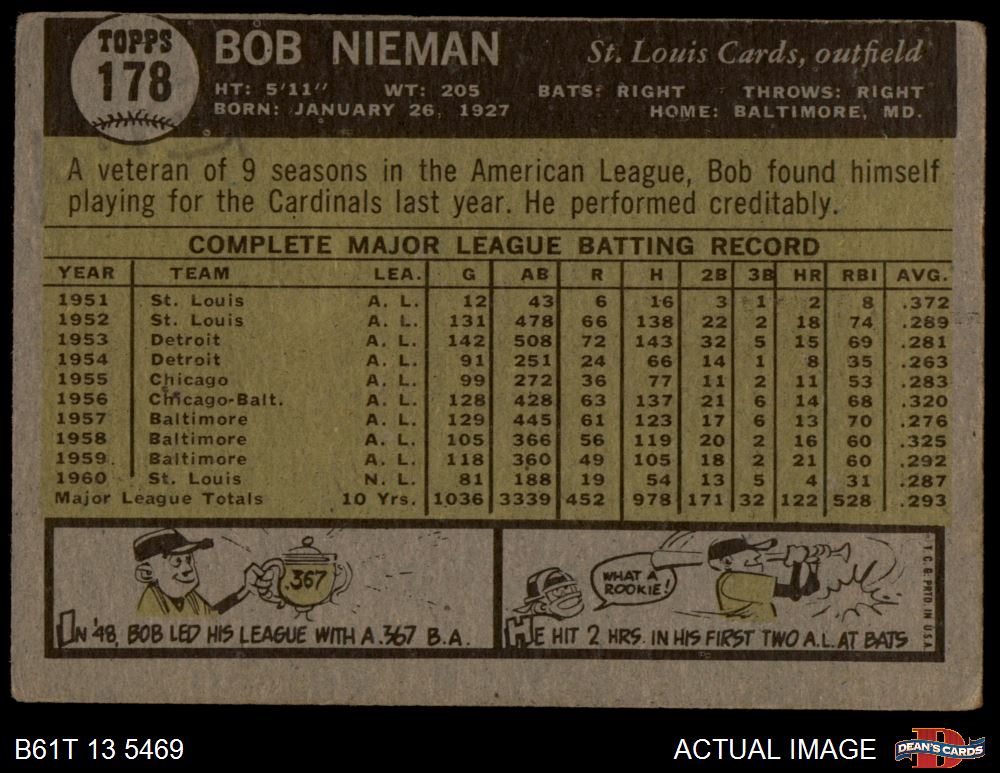 TOPPS
178
BOB NIEMAN St. Louis Cards, outfield
HT: 5'11" WT: 205 BATS: RIGHT THROWS: RIGHT
BORN: JANUARY 26, 1927 HOME: BALTIMORE, MD.
A veteran of 9 seasons in the American League, Bob found himself
playing for the Cardinals last year. He performed creditably.
COMPLETE MAJOR LEAGUE BATTING RECORD
YEAR TEAM LEA. G AB R H 2B 3B HR RBI AVG.
1951 St. Louis A. L. 12 43 6 16 3 1 2 8 .372
1952 St. Louis A. L. 131 478 66 138 22 2 18 74 .289
1953 Detroit A. L. 142 508 72 143 32 5 15 69 .281
1954 Detroit A. L. 91 251 24 66 14 1 8 35 .263
1955 Chicago A. L. 99 272 36 77 11 2 11 53 .283
1956 Chicago-Balt. A. L. 128 428 63 137 21 6 14 68 .320
1957 Baltimore A. L. 129 445 61 123 17 6 13 70 .276
1958 Baltimore A. L. 105 366 56 119 20 2 16 60 .325
1959 Baltimore A. L. 118 360 49 105 18 2 21 60 .292
1960 St. Louis N. L. 81 188 19 54 13 5 4 31 .287
Major League Totals 10 Yrs. 1036 3339 452 978 171 32 122 528 .293
367
IN '48, BOB LED HIS LEAGUE WITH A .367 B.A.
WHAT A
ROOKIE!
HE HIT 2 HRS. IN HIS FIRST TWO A.L. AT BATS
T.C.G. PRTD. IN U.S.A.
B61T 13 5469 ACTUAL IMAGE
D
DEAN'S CARDS